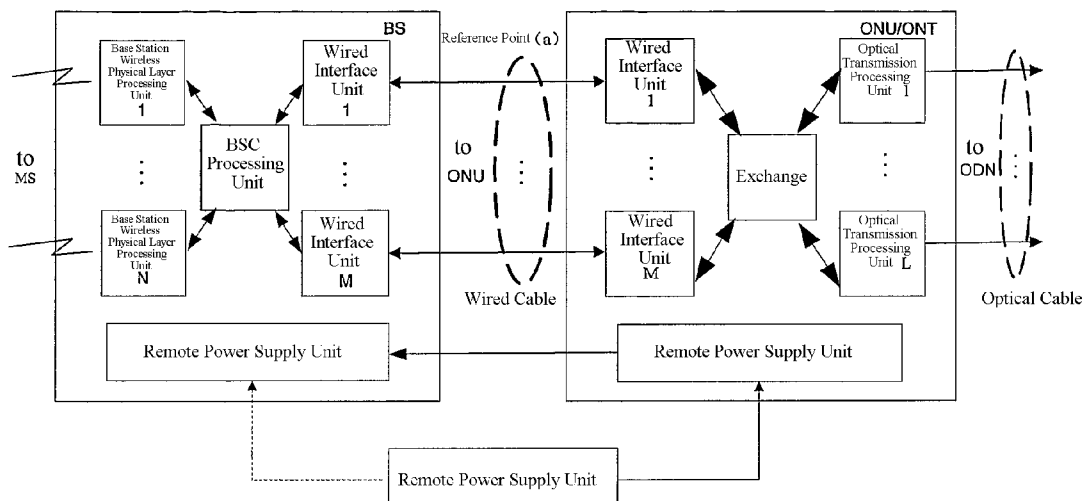 BS
Base Station
Wireless
Physical Layer
Processing
Unit
1
Wired
Interface
Unit
1
BSC
Processing
Unit
to
MS
⋮
⋮
Base Station
Wireless
Physical Layer
Processing
Unit
N
Wired
Interface
Unit
M
Remote Power Supply Unit
Reference Point (a)
to
ONU
⋮
Wired Cable
ONU/ONT
Wired
Interface
Unit
1
Optical
Transmission
Processing
Unit 1
Exchange
⋮
⋮
Wired
Interface
Unit
M
Optical
Transmission
Processing
Unit L
Remote Power Supply Unit
to
ODN
⋮
Optical Cable
Remote Power Supply Unit